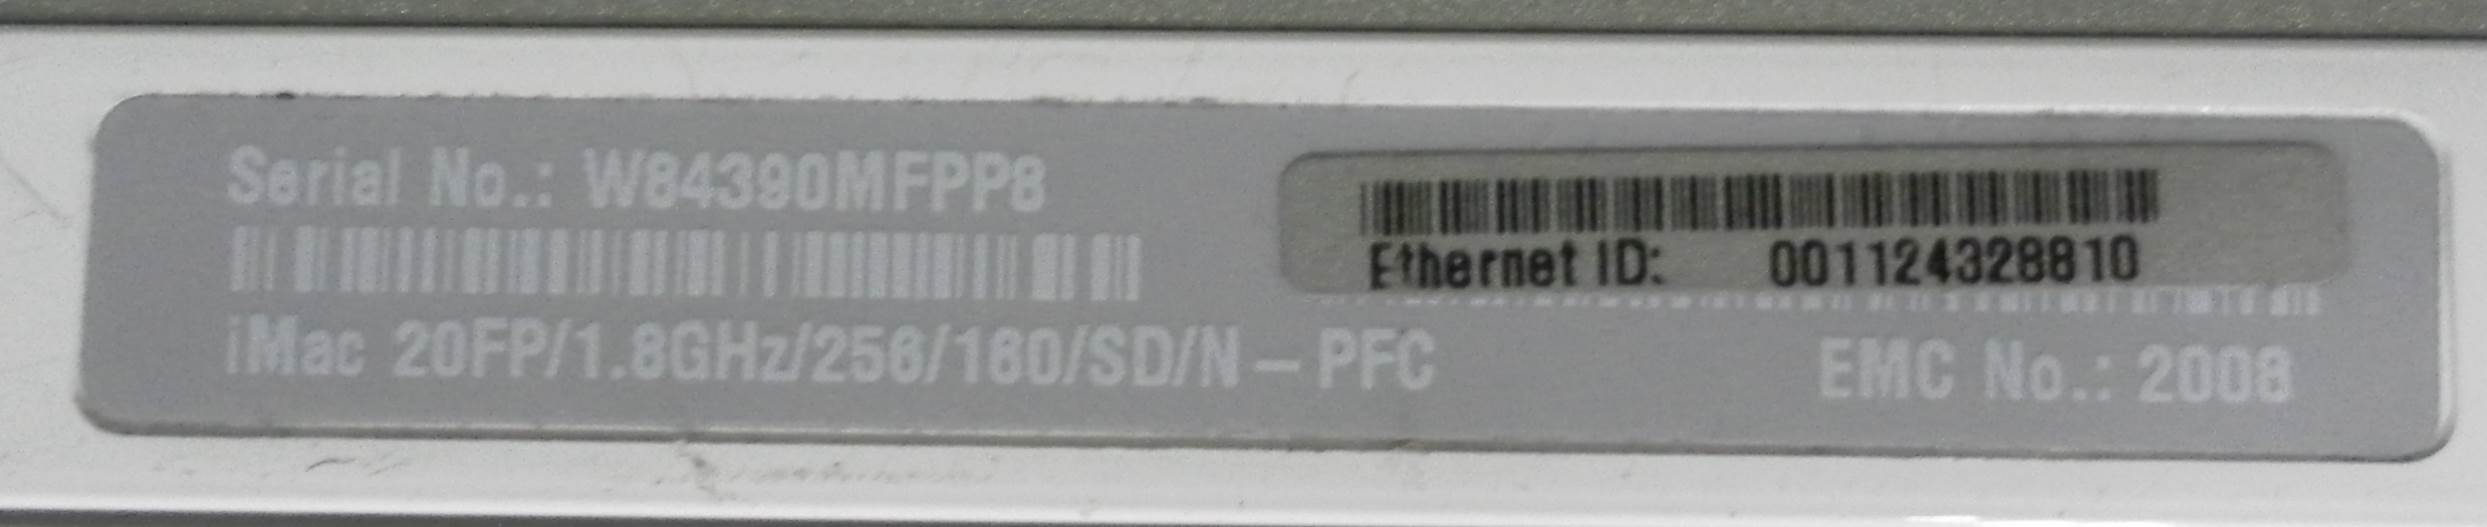 Serial No.: W84390MFPP8
iMac 20FP/1.8GHz/256/160/SD/N – PFC
Ethernet ID: 001124328810
EMC No.: 2008